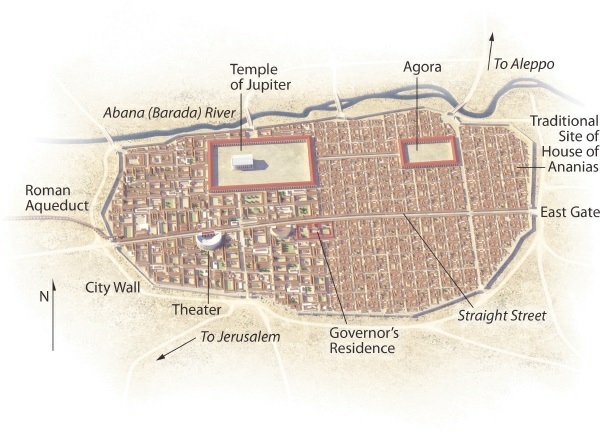 To Aleppo
Temple
of Jupiter
Agora
Abana (Barada) River
Traditional
Site of
House of
Ananias
Roman
Aqueduct
East Gate
City Wall
N
Theater
Straight Street
To Jerusalem
Governor's
Residence